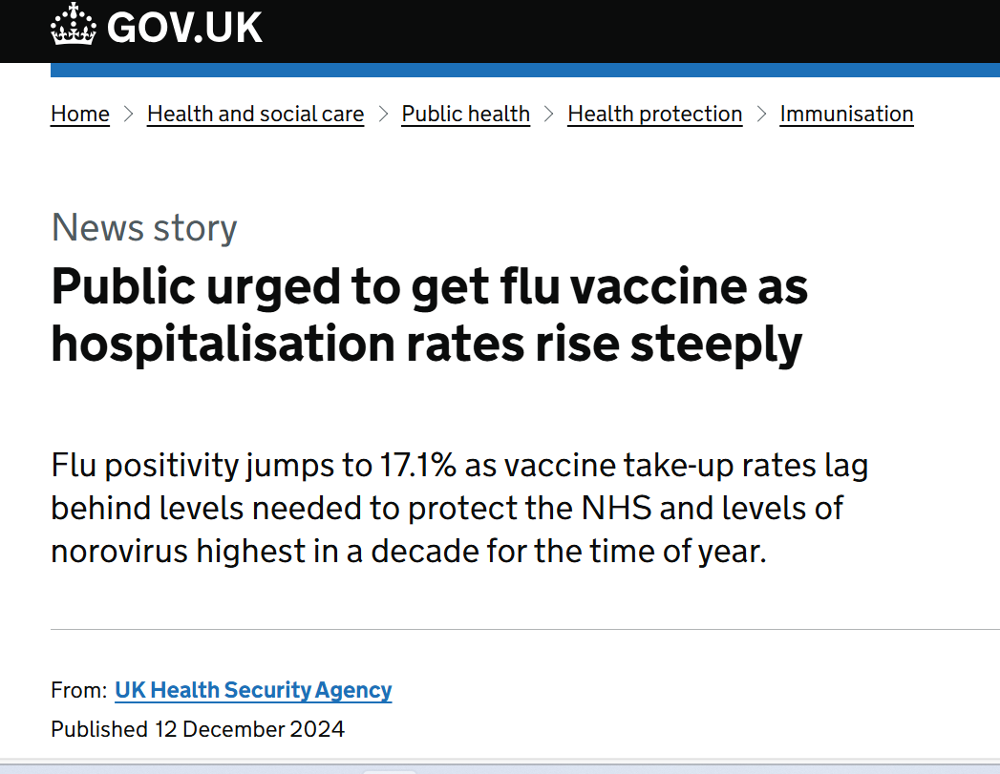 GOV.UK
Home > Health and social care > Public health > Health protection > Immunisation
News story
Public urged to get flu vaccine as
hospitalisation rates rise steeply
Flu positivity jumps to 17.1% as vaccine take-up rates lag
behind levels needed to protect the NHS and levels of
norovirus highest in a decade for the time of year.
From: UK Health Security Agency
Published 12 December 2024